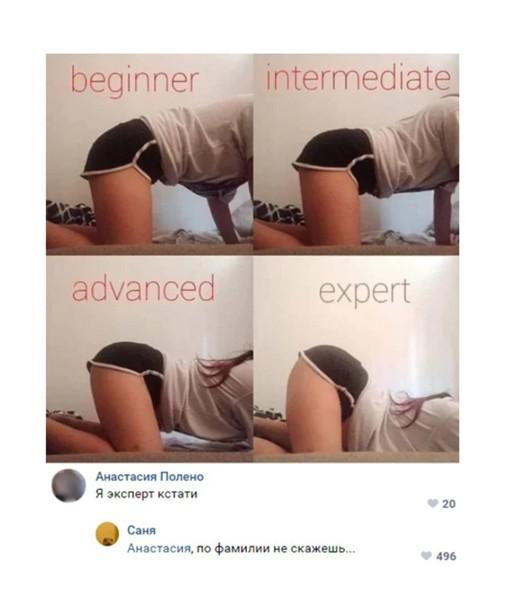 beginner
intermediate
advanced
expert
Анастасия Полено
Я эксперт кстати
20
Саня
Анастасия, по фамилии не скажешь...
496